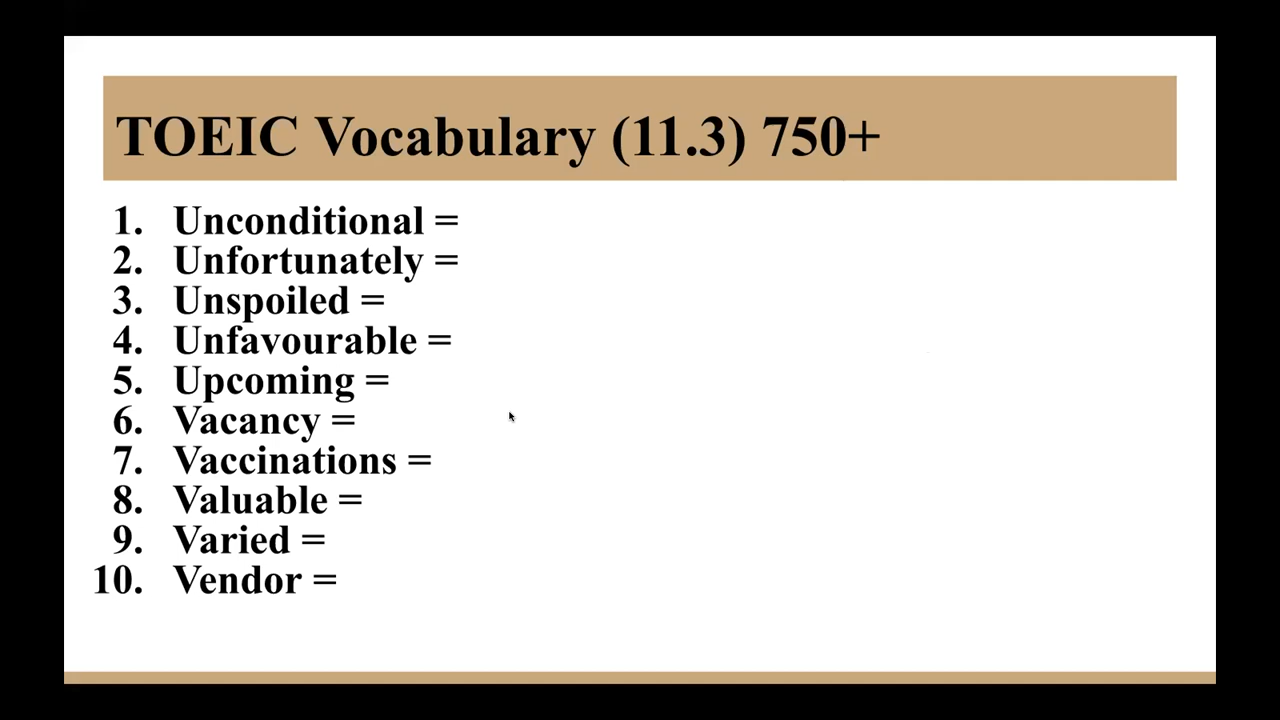 TOEIC Vocabulary (11.3) 750+
1. Unconditional =
2. Unfortunately =
3. Unspoiled =
4. Unfavourable =
5. Upcoming =
6. Vacancy =
7. Vaccinations =
8. Valuable =
9. Varied =
10. Vendor =